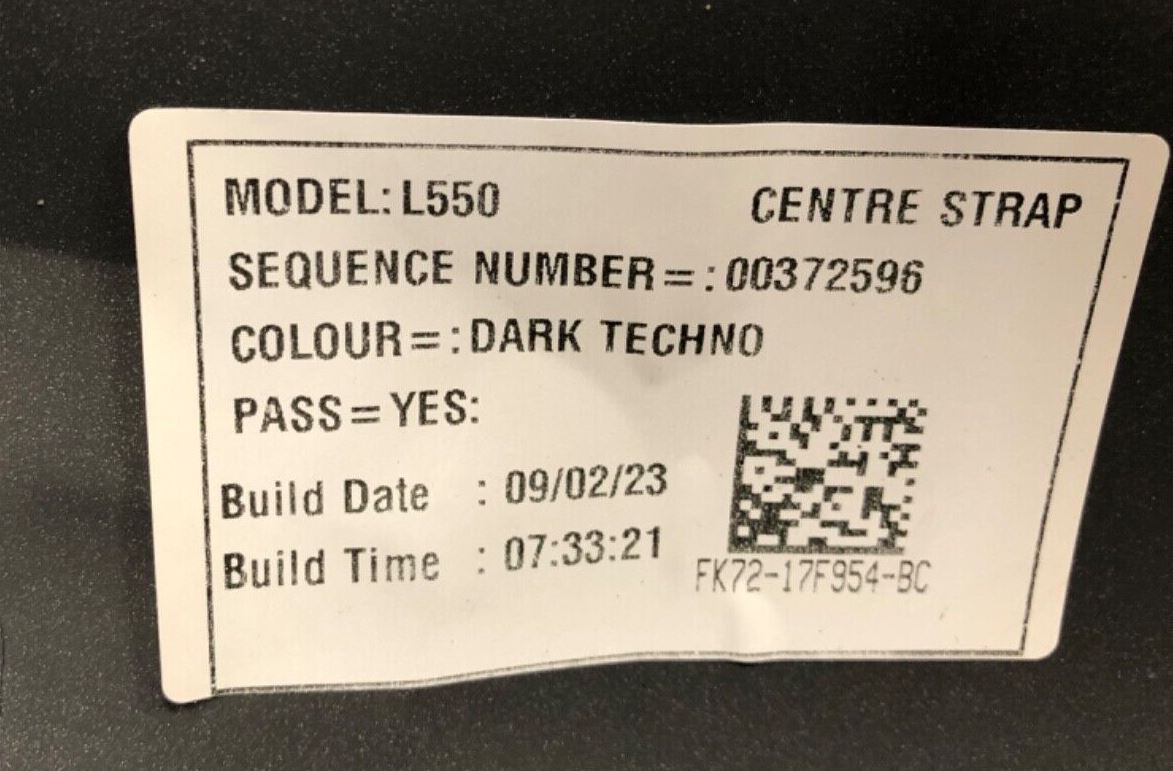 MODEL: L550 CENTRE STRAP
SEQUENCE NUMBER=:00372596
COLOUR=:DARK TECHNO
PASS=YES:
Build Date : 09/02/23
Build Time : 07:33:21
FK72-17F954-BC